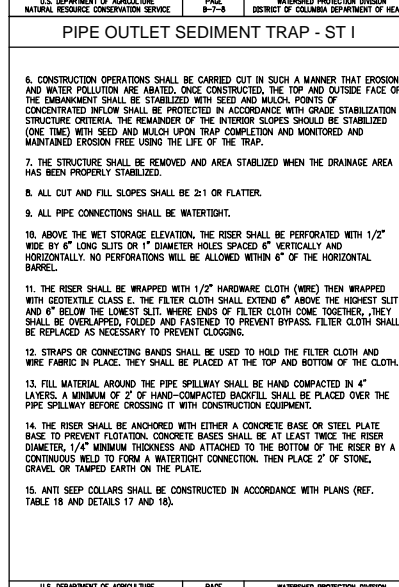 U.S. DEPARTMENT OF AGRICULTURE PAGE WATERSHED PROTECTION DIVISION
NATURAL RESOURCE CONSERVATION SERVICE B-7-8 DISTRICT OF COLUMBIA DEPARTMENT OF HEA
PIPE OUTLET SEDIMENT TRAP - ST I
6. CONSTRUCTION OPERATIONS SHALL BE CARRIED OUT IN SUCH A MANNER THAT EROSION
AND WATER POLLUTION ARE ABATED. ONCE CONSTRUCTED, THE TOP AND OUTSIDE FACE OF
THE EMBANKMENT SHALL BE STABILIZED WITH SEED AND MULCH. POINTS OF
CONCENTRATED INFLOW SHALL BE PROTECTED IN ACCORDANCE WITH GRADE STABILIZATION
STRUCTURE CRITERIA. THE REMAINDER OF THE INTERIOR SLOPES SHOULD BE STABILIZED
(ONE TIME) WITH SEED AND MULCH UPON TRAP COMPLETION AND MONITORED AND
MAINTAINED EROSION FREE USING THE LIFE OF THE TRAP.
7. THE STRUCTURE SHALL BE REMOVED AND AREA STABLIZED WHEN THE DRAINAGE AREA
HAS BEEN PROPERLY STABILIZED.
8. ALL CUT AND FILL SLOPES SHALL BE 2:1 OR FLATTER.
9. ALL PIPE CONNECTIONS SHALL BE WATERTIGHT.
10. ABOVE THE WET STORAGE ELEVATION, THE RISER SHALL BE PERFORATED WITH 1/2"
WIDE BY 6" LONG SLITS OR 1" DIAMETER HOLES SPACED 6" VERTICALLY AND
HORIZONTALLY. NO PERFORATIONS WILL BE ALLOWED WITHIN 6" OF THE HORIZONTAL
BARREL.
11. THE RISER SHALL BE WRAPPED WITH 1/2" HARDWARE CLOTH (WIRE) THEN WRAPPED
WITH GEOTEXTILE CLASS E. THE FILTER CLOTH SHALL EXTEND 6" ABOVE THE HIGHEST SLIT
AND 6" BELOW THE LOWEST SLIT. WHERE ENDS OF FILTER CLOTH COME TOGETHER, ,THEY
SHALL BE OVERLAPPED, FOLDED AND FASTENED TO PREVENT BYPASS. FILTER CLOTH SHALL
BE REPLACED AS NECESSARY TO PREVENT CLOGGING.
12. STRAPS OR CONNECTING BANDS SHALL BE USED TO HOLD THE FILTER CLOTH AND
WIRE FABRIC IN PLACE. THEY SHALL BE PLACED AT THE TOP AND BOTTOM OF THE CLOTH.
13. FILL MATERIAL AROUND THE PIPE SPILLWAY SHALL BE HAND COMPACTED IN 4"
LAYERS. A MINIMUM OF 2' OF HAND-COMPACTED BACKFILL SHALL BE PLACED OVER THE
PIPE SPILLWAY BEFORE CROSSING IT WITH CONSTRUCTION EQUIPMENT.
14. THE RISER SHALL BE ANCHORED WITH EITHER A CONCRETE BASE OR STEEL PLATE
BASE TO PREVENT FLOTATION. CONCRETE BASES SHALL BE AT LEAST TWICE THE RISER
DIAMETER, 1/4" MINIMUM THICKNESS AND ATTACHED TO THE BOTTOM OF THE RISER BY A
CONTINUOUS WELD TO FORM A WATERTIGHT CONNECTION. THEN PLACE 2' OF STONE,
GRAVEL OR TAMPED EARTH ON THE PLATE.
15. ANTI SEEP COLLARS SHALL BE CONSTRUCTED IN ACCORDANCE WITH PLANS (REF.
TABLE 18 AND DETAILS 17 AND 18).
U.S. DEPARTMENT OF AGRICULTURE PAGE WATERSHED PROTECTION DIVISION